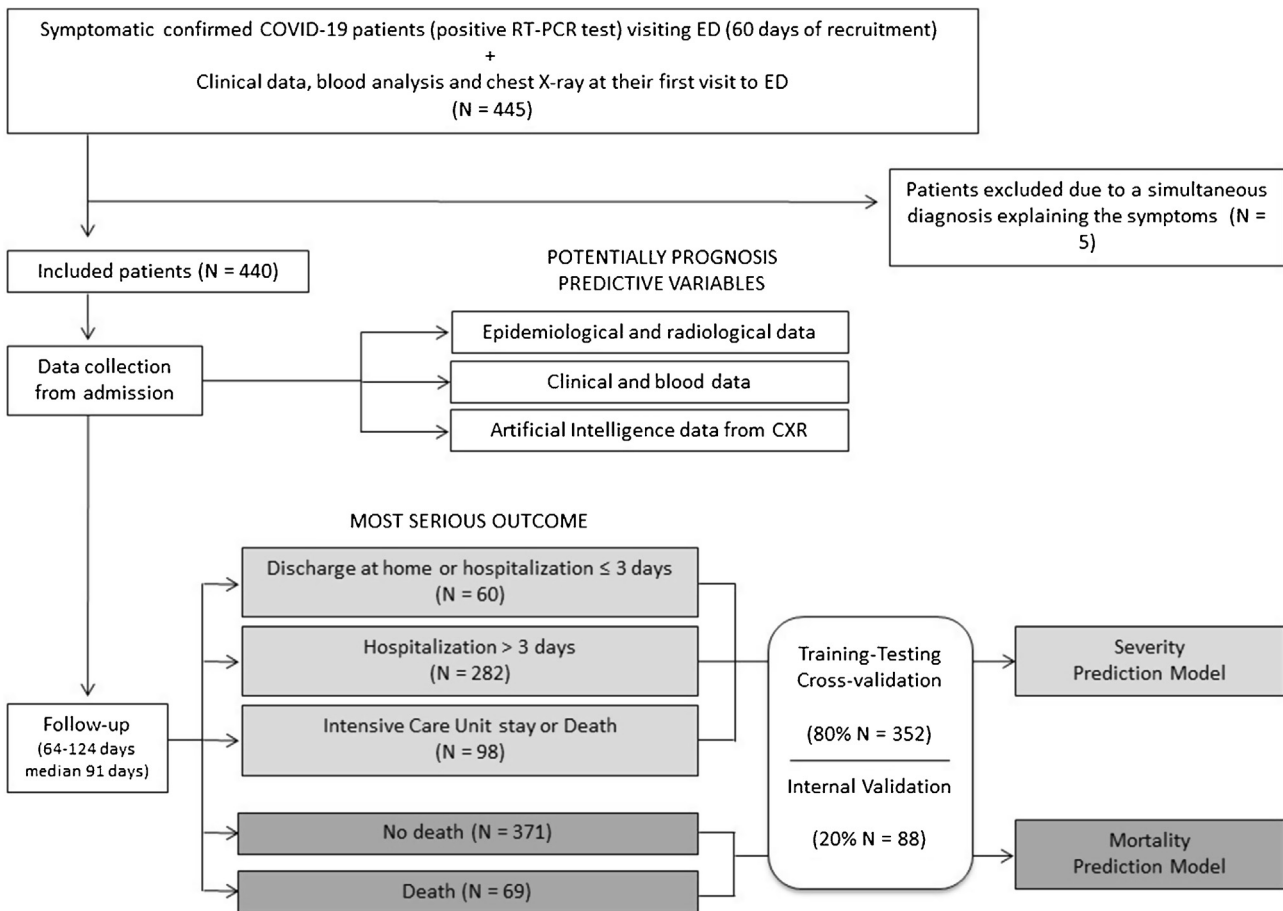 Symptomatic confirmed COVID-19 patients (positive RT-PCR test) visiting ED (60 days of recruitment)
+
Clinical data, blood analysis and chest X-ray at their first visit to ED
(N = 445)
Patients excluded due to a simultaneous
diagnosis explaining the symptoms (N =
5)
Included patients (N = 440)
POTENTIALLY PROGNOSIS
PREDICTIVE VARIABLES
Data collection
from admission
Epidemiological and radiological data
Clinical and blood data
Artificial Intelligence data from CXR
MOST SERIOUS OUTCOME
Discharge at home or hospitalization ≤ 3 days
(N = 60)
Hospitalization > 3 days
(N = 282)
Intensive Care Unit stay or Death
(N = 98)
Follow-up
(64-124 days
median 91 days)
No death (N = 371)
Death (N = 69)
Training-Testing
Cross-validation
(80% N = 352)
Internal Validation
(20% N = 88)
Severity
Prediction Model
Mortality
Prediction Model